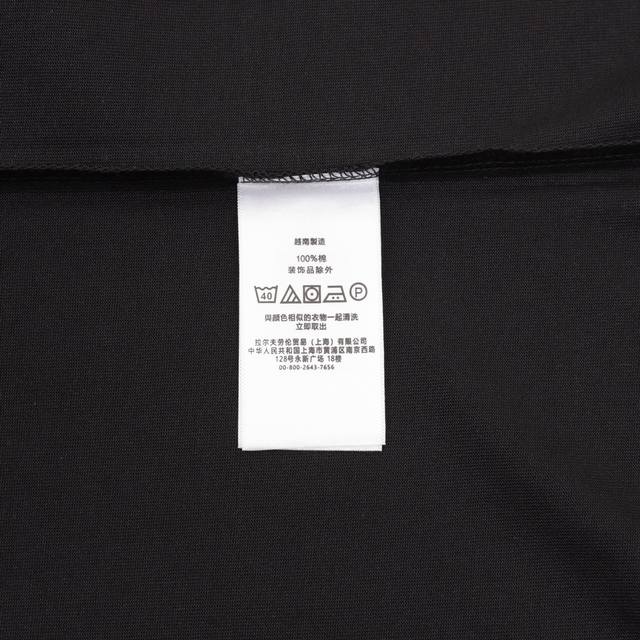 越南製造
100%棉
装饰品除外
40 P
與顏色相似的衣物一起清洗
立即取出
拉尔夫劳伦贸易（上海）有限公司
中华人民共和国上海市黄浦区南京西路
128号永新广场 18楼
00-800-2643-7656